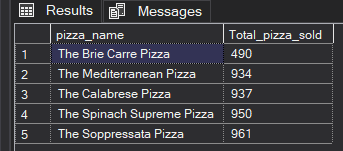 Results Messages
pizza_name Total_pizza_sold
1 The Brie Carre Pizza 490
2 The Mediterranean Pizza 934
3 The Calabrese Pizza 937
4 The Spinach Supreme Pizza 950
5 The Soppressata Pizza 961